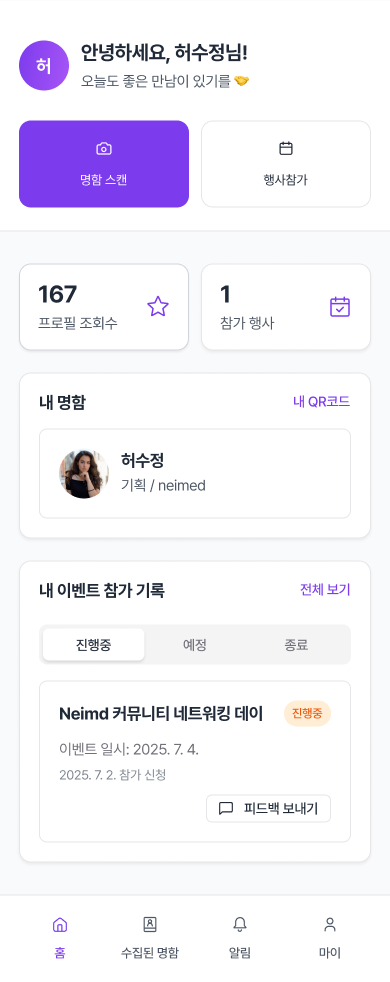 허
안녕하세요, 허수정님!
오늘도 좋은 만남이 있기를 🤝
명함 스캔
행사참가
167
프로필 조회수
1
참가 행사
내 명함
내 QR코드
허수정
기획 / neimed
내 이벤트 참가 기록
전체 보기
진행중
예정
종료
Neimd 커뮤니티 네트워킹 데이
진행중
이벤트 일시: 2025. 7. 4.
2025. 7. 2. 참가 신청
피드백 보내기
홈
수집된 명함
알림
마이